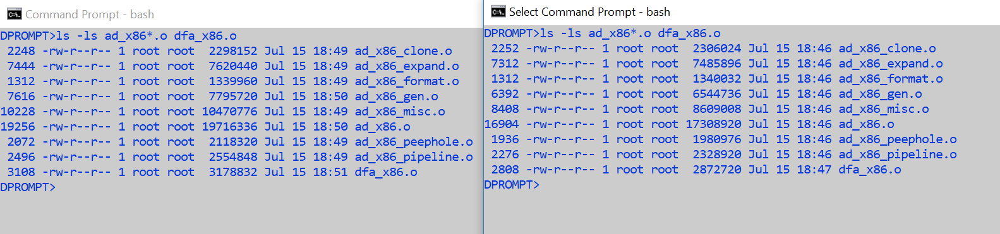 Command Prompt - bash
DPROMPT>ls -ls ad_x86*.o dfa_x86.o
 2248 -rw-r--r-- 1 root root  2298152 Jul 15 18:49 ad_x86_clone.o
 7444 -rw-r--r-- 1 root root  7620440 Jul 15 18:49 ad_x86_expand.o
 1312 -rw-r--r-- 1 root root  1339960 Jul 15 18:49 ad_x86_format.o
 7616 -rw-r--r-- 1 root root  7795720 Jul 15 18:50 ad_x86_gen.o
10228 -rw-r--r-- 1 root root 10470776 Jul 15 18:49 ad_x86_misc.o
19256 -rw-r--r-- 1 root root 19716336 Jul 15 18:50 ad_x86.o
 2072 -rw-r--r-- 1 root root  2118320 Jul 15 18:49 ad_x86_peephole.o
 2496 -rw-r--r-- 1 root root  2554848 Jul 15 18:49 ad_x86_pipeline.o
 3108 -rw-r--r-- 1 root root  3178832 Jul 15 18:51 dfa_x86.o
DPROMPT>
Select Command Prompt - bash
DPROMPT>ls -ls ad_x86*.o dfa_x86.o
 2252 -rw-r--r-- 1 root root  2306024 Jul 15 18:46 ad_x86_clone.o
 7312 -rw-r--r-- 1 root root  7485896 Jul 15 18:46 ad_x86_expand.o
 1312 -rw-r--r-- 1 root root  1340032 Jul 15 18:46 ad_x86_format.o
 6392 -rw-r--r-- 1 root root  6544736 Jul 15 18:46 ad_x86_gen.o
 8408 -rw-r--r-- 1 root root  8609008 Jul 15 18:46 ad_x86_misc.o
16904 -rw-r--r-- 1 root root 17308920 Jul 15 18:46 ad_x86.o
 1936 -rw-r--r-- 1 root root  1980976 Jul 15 18:46 ad_x86_peephole.o
 2276 -rw-r--r-- 1 root root  2328920 Jul 15 18:46 ad_x86_pipeline.o
 2808 -rw-r--r-- 1 root root  2872720 Jul 15 18:47 dfa_x86.o
DPROMPT>